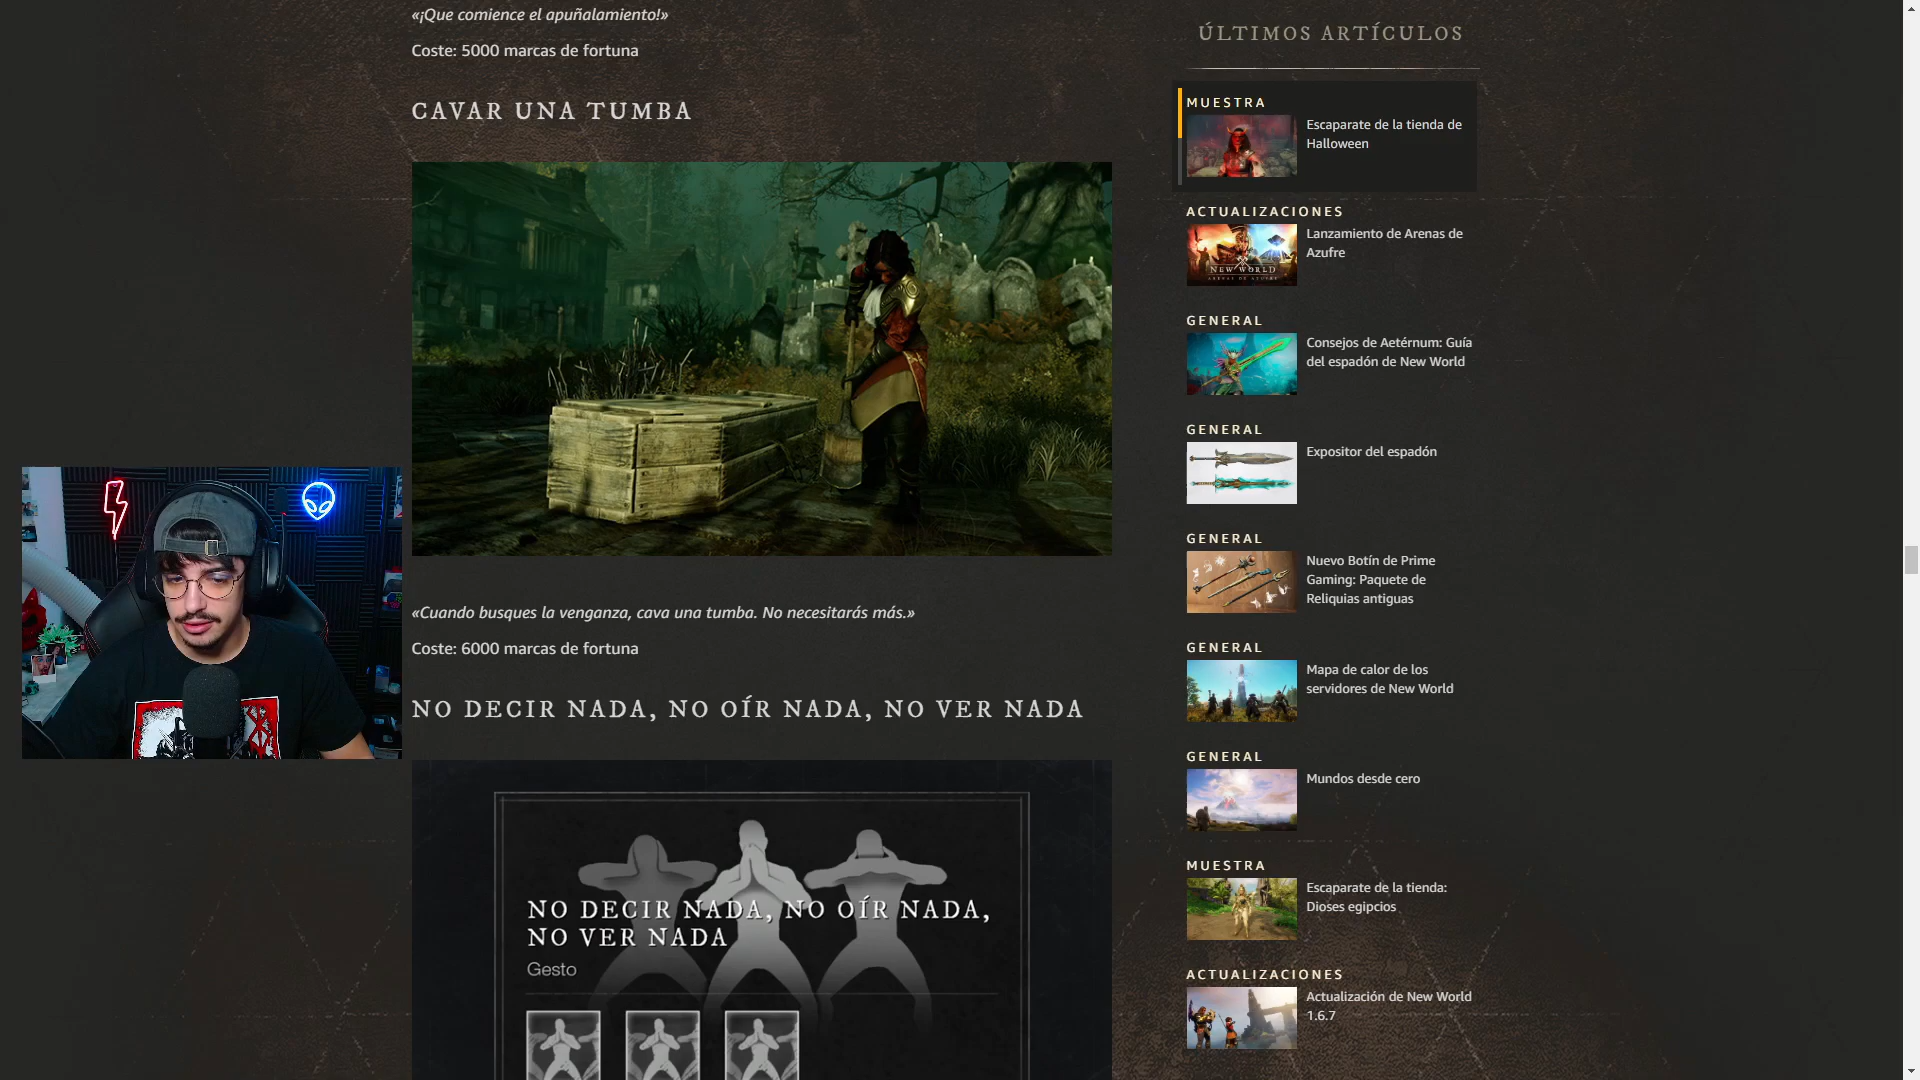 «¡Que comience el apuñalamiento!»
Coste: 5000 marcas de fortuna
CAVAR UNA TUMBA
«Cuando busques la venganza, cava una tumba. No necesitarás más.»
Coste: 6000 marcas de fortuna
NO DECIR NADA, NO OÍR NADA, NO VER NADA
NO DECIR NADA, NO OÍR NADA,
NO VER NADA
Gesto
ÚLTIMOS ARTÍCULOS
MUESTRA
Escaparate de la tienda de
Halloween
ACTUALIZACIONES
NEW WORLD
Lanzamiento de Arenas de
Azufre
GENERAL
Consejos de Aetérnum: Guía
del espadón de New World
GENERAL
Expositor del espadón
GENERAL
Nuevo Botín de Prime
Gaming: Paquete de
Reliquias antiguas
GENERAL
Mapa de calor de los
servidores de New World
GENERAL
Mundos desde cero
MUESTRA
Escaparate de la tienda:
Dioses egipcios
ACTUALIZACIONES
Actualización de New World
1.6.7